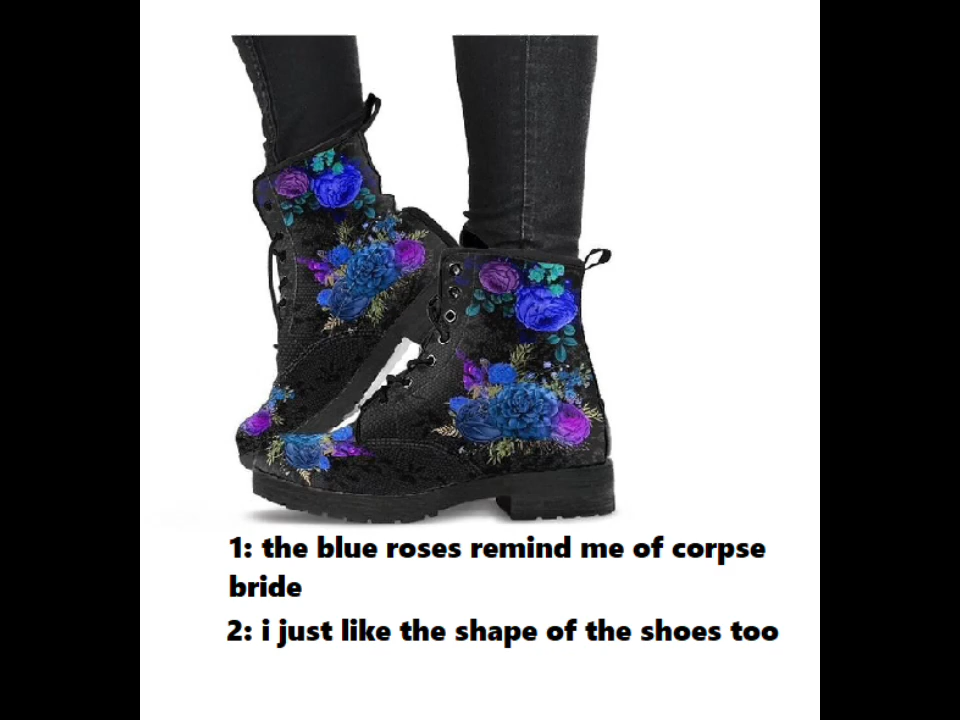 1: the blue roses remind me of corpse
bride
2: i just like the shape of the shoes too